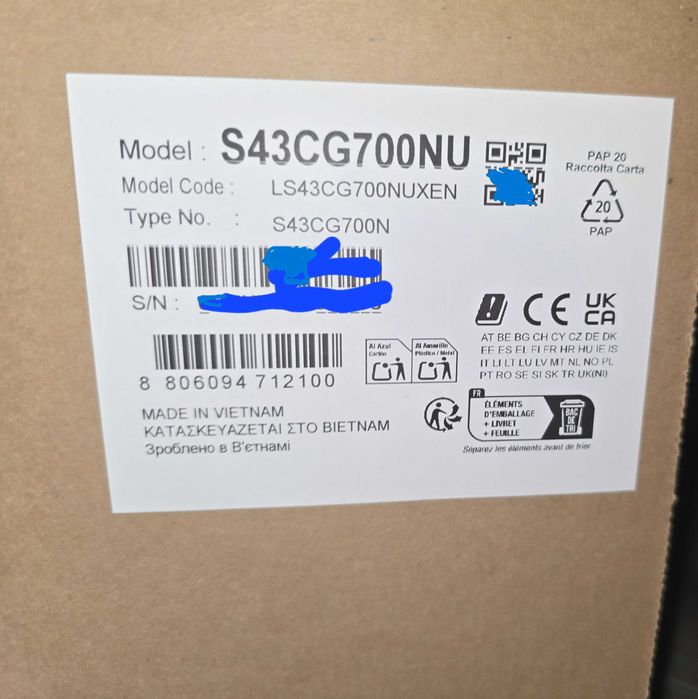 Model : S43CG700NU
Model Code : LS43CG700NUXEN
Type No. : S43CG700N
S/N :
8 806094 712100
MADE IN VIETNAM
ΚΑΤΑΣΚΕΥΑΖΕΤΑΙ ΣΤΟ ΒΙΕΤΝΑΜ
Зроблено в В'єтнамі
PAP 20
Raccolta Carta
20
PAP
CE
UK
CA
AT BE BG CH CY CZ DE DK
EE ES EL FI FR HR HU IE IS
IT LI LT LU LV MT NL NO PL
PT RO SE SI SK TR UK(NI)
Al Azul
Cartón
Al Amarillo
Plástico / Metal
FR
ÉLÉMENTS
D'EMBALLAGE
+ LIVRET
+ FEUILLE
BAC
DE
TRI
Séparez les éléments avant de trier